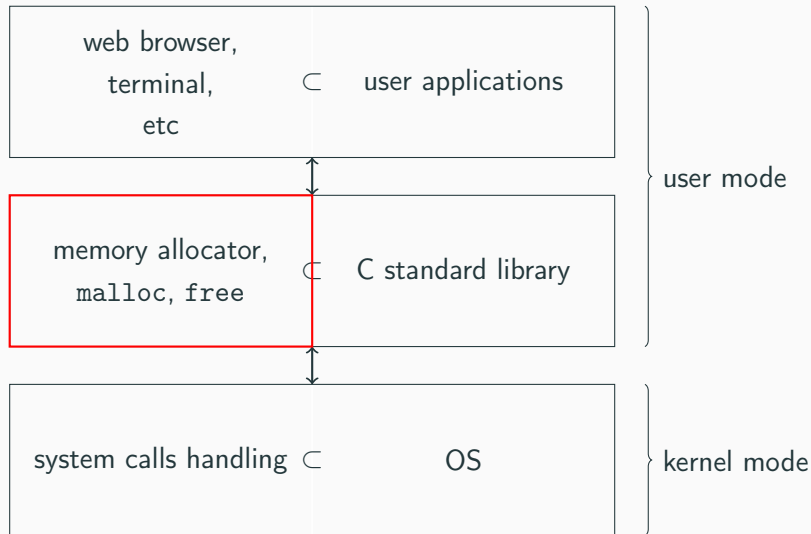 web browser,
terminal,
etc
⊂ user applications
user mode
memory allocator,
malloc, free
⊂ C standard library
system calls handling ⊂ OS
kernel mode